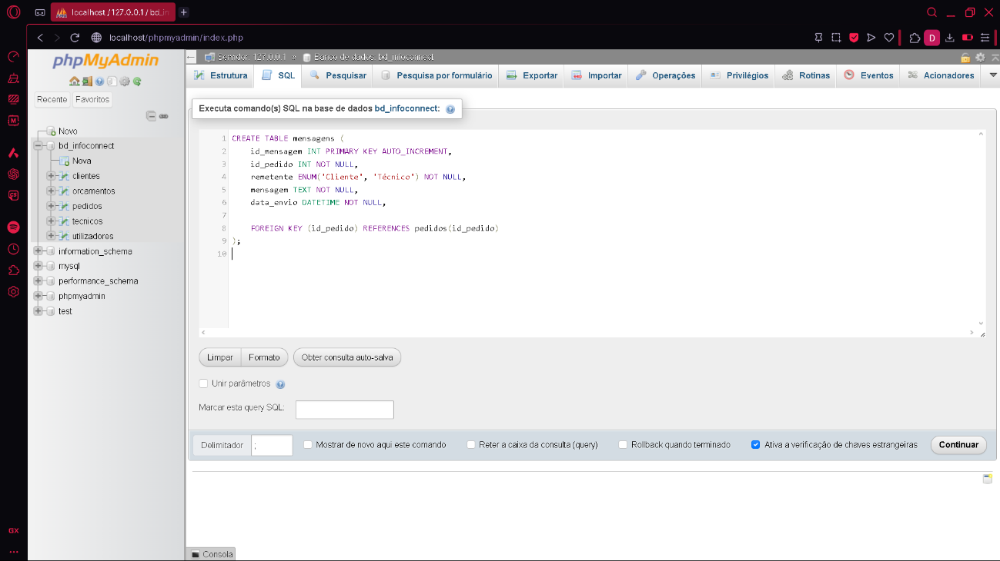 localhost / 127.0.0.1 / bd_in
localhost/phpmyadmin/index.php
D
phpMyAdmin
Recente Favoritos
Novo
bd_infoconnect
Nova
clientes
orcamentos
pedidos
tecnicos
utilizadores
information_schema
mysql
performance_schema
phpmyadmin
test
Servidor: 127.0.0.1 » Banco de dados: bd_infoconnect
Estrutura SQL Pesquisar Pesquisa por formulário Exportar Importar Operações Privilégios Rotinas Eventos Acionadores
Executa comando(s) SQL na base de dados bd_infoconnect:
1 CREATE TABLE mensagens (
2 id_mensagem INT PRIMARY KEY AUTO_INCREMENT,
3 id_pedido INT NOT NULL,
4 remetente ENUM('Cliente', 'Técnico') NOT NULL,
5 mensagem TEXT NOT NULL,
6 data_envio DATETIME NOT NULL,
7
8 FOREIGN KEY (id_pedido) REFERENCES pedidos(id_pedido)
9 );
10
Limpar Formato Obter consulta auto-salva
Unir parâmetros
Marcar esta query SQL:
Delimitador ; Mostrar de novo aqui este comando Reter a caixa da consulta (query) Rollback quando terminado Ativa a verificação de chaves estrangeiras Continuar
GX
Consola